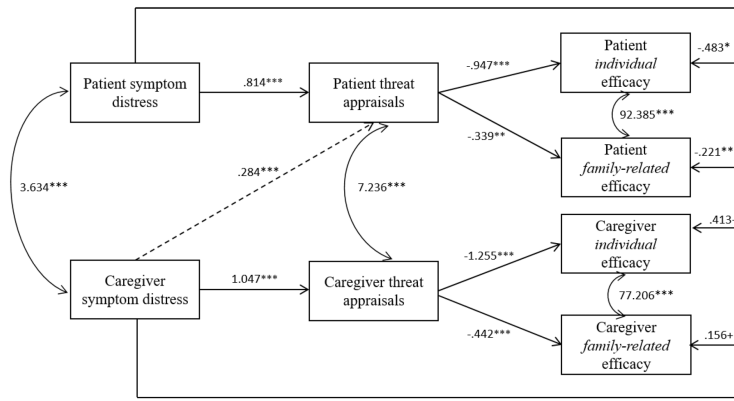 Patient
individual
efficacy
-.483*
-.947***
Patient symptom
distress
.814***
Patient threat
appraisals
92.385***
-.339**
Patient
family-related
efficacy
-.221**
.284***
3.634***
7.236***
Caregiver
individual
efficacy
.413+
-1.255***
Caregiver
symptom distress
1.047***
Caregiver threat
appraisals
77.206***
-.442***
Caregiver
family-related
efficacy
.156+